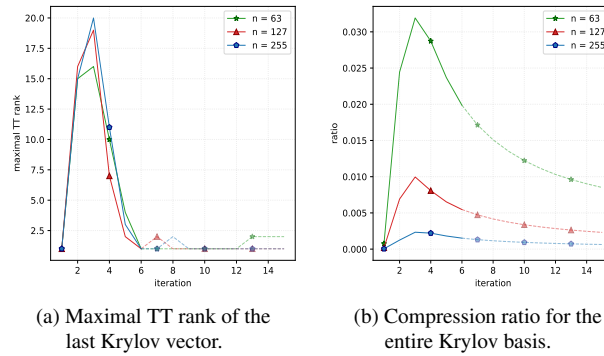 20.0
17.5
15.0
12.5
10.0
7.5
5.0
2.5
maximal TT rank
2 4 6 8 10 12 14
iteration
n = 63
n = 127
n = 255
(a) Maximal TT rank of the
last Krylov vector.
0.030
0.025
0.020
0.015
0.010
0.005
0.000
ratio
2 4 6 8 10 12 14
iteration
n = 63
n = 127
n = 255
(b) Compression ratio for the
entire Krylov basis.